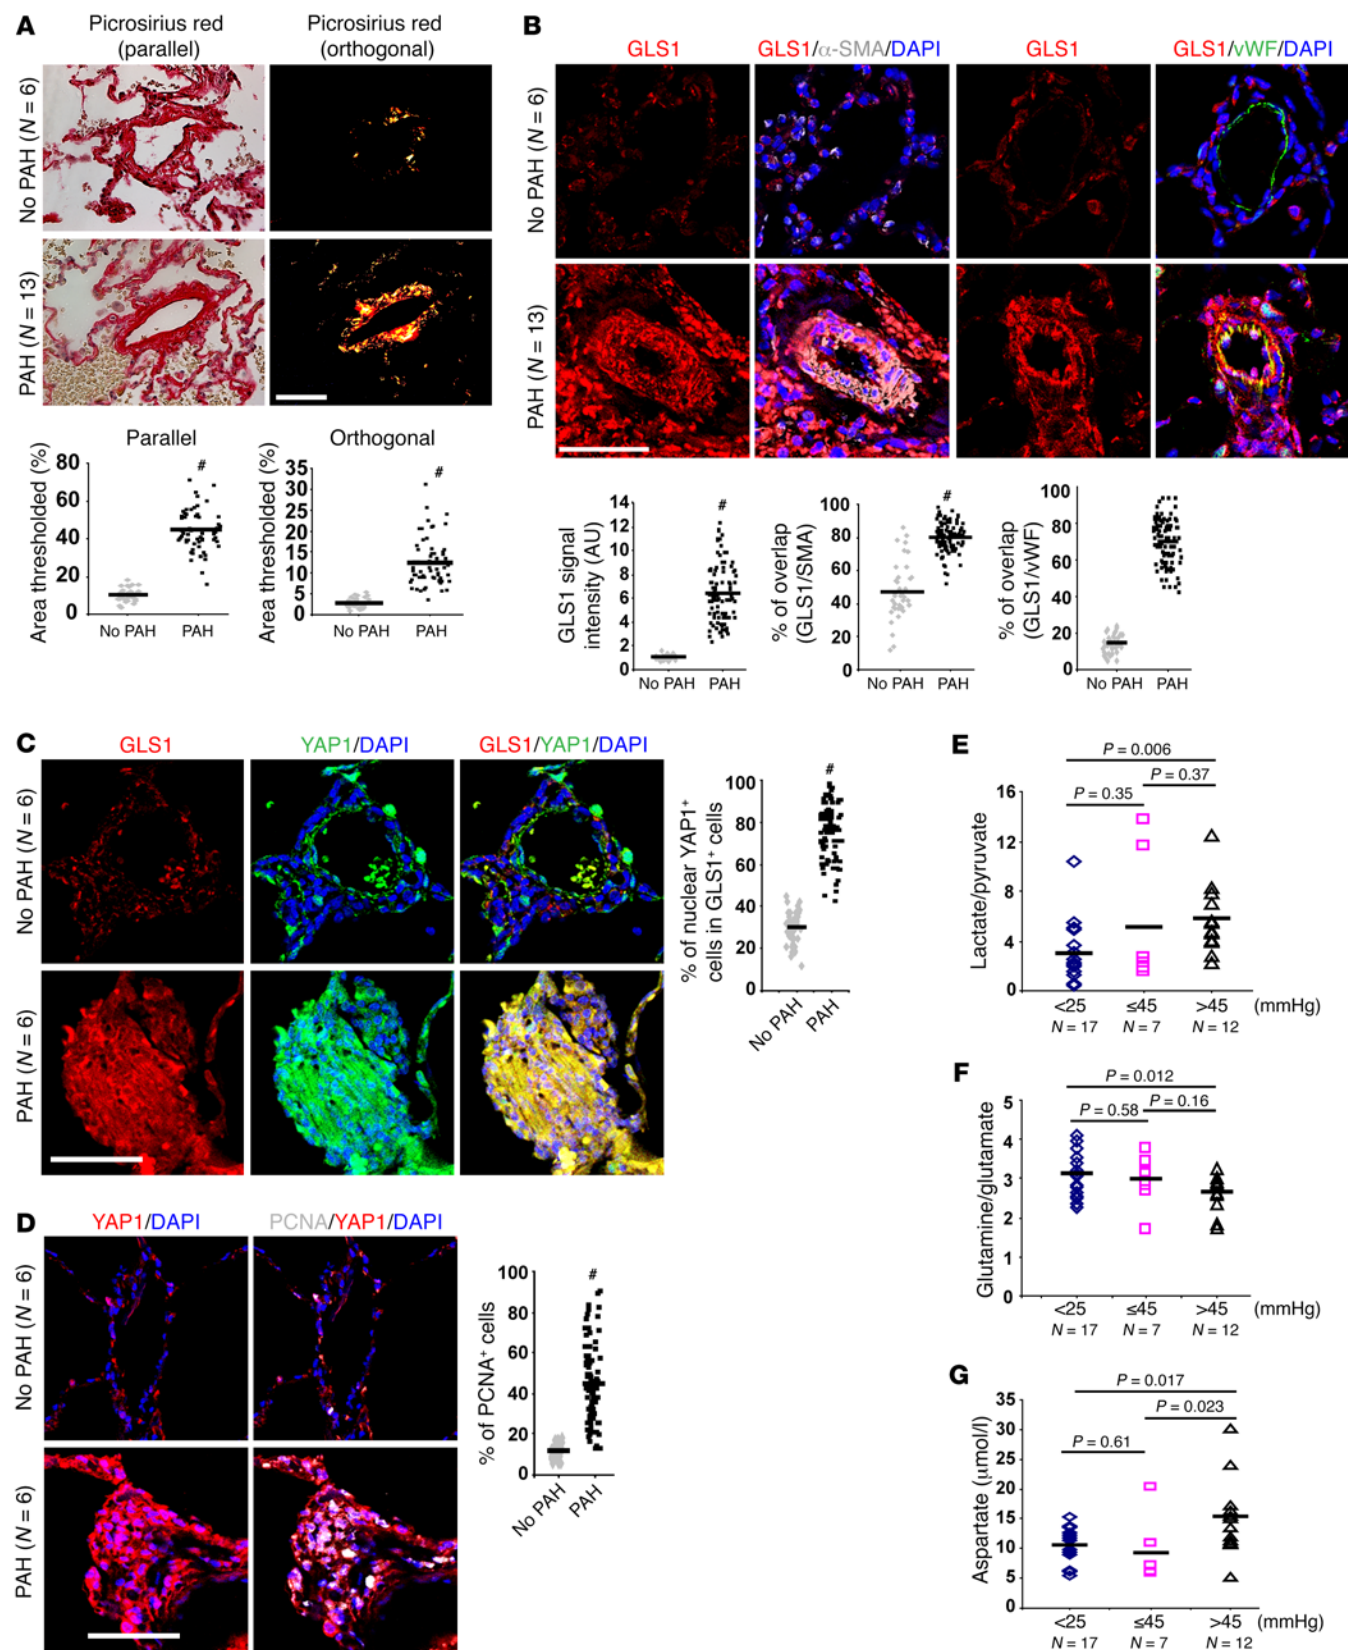 A
Picrosirius red
(parallel)
Picrosirius red
(orthogonal)
No PAH (N = 6)
PAH (N = 13)
Parallel
Area thresholded (%)
80
60
40
20
0
#
No PAH
PAH
Orthogonal
Area thresholded (%)
35
30
25
20
15
10
5
0
#
No PAH
PAH
B
GLS1
GLS1/α-SMA/DAPI
GLS1
GLS1/vWF/DAPI
No PAH (N = 6)
PAH (N = 13)
GLS1 signal
intensity (AU)
14
12
10
8
6
4
2
0
#
No PAH
PAH
% of overlap
(GLS1/SMA)
100
80
60
40
20
0
#
No PAH
PAH
% of overlap
(GLS1/vWF)
100
80
60
40
20
0
No PAH
PAH
C
GLS1
YAP1/DAPI
GLS1/YAP1/DAPI
No PAH (N = 6)
PAH (N = 6)
% of nuclear YAP1+
cells in GLS1+ cells
100
80
60
40
20
0
#
No PAH
PAH
D
YAP1/DAPI
PCNA/YAP1/DAPI
No PAH (N = 6)
PAH (N = 6)
% of PCNA+ cells
100
80
60
40
20
0
#
No PAH
PAH
E
P = 0.006
P = 0.37
P = 0.35
Lactate/pyruvate
16
12
8
4
0
<25 ≤45 >45 (mmHg)
N = 17 N = 7 N = 12
F
P = 0.012
P = 0.16
P = 0.58
Glutamine/glutamate
5
4
3
2
1
0
<25 ≤45 >45 (mmHg)
N = 17 N = 7 N = 12
G
P = 0.017
P = 0.023
P = 0.61
Aspartate (μmol/l)
35
30
25
20
15
10
5
0
<25 ≤45 >45 (mmHg)
N = 17 N = 7 N = 12